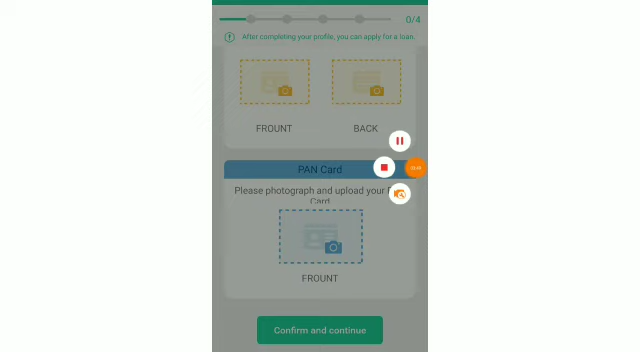 0/4
After completing your profile, you can apply for a loan.
FROUNT BACK
PAN Card
Please photograph and upload your
Card
FROUNT
Confirm and continue